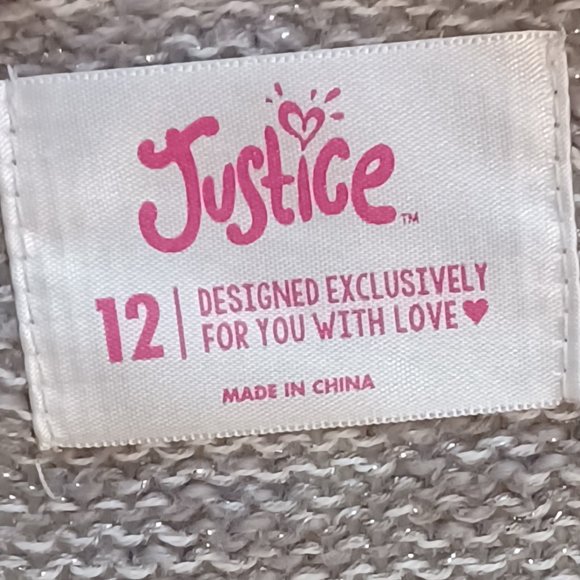 Justice™
12
DESIGNED EXCLUSIVELY
FOR YOU WITH LOVE♥
MADE IN CHINA